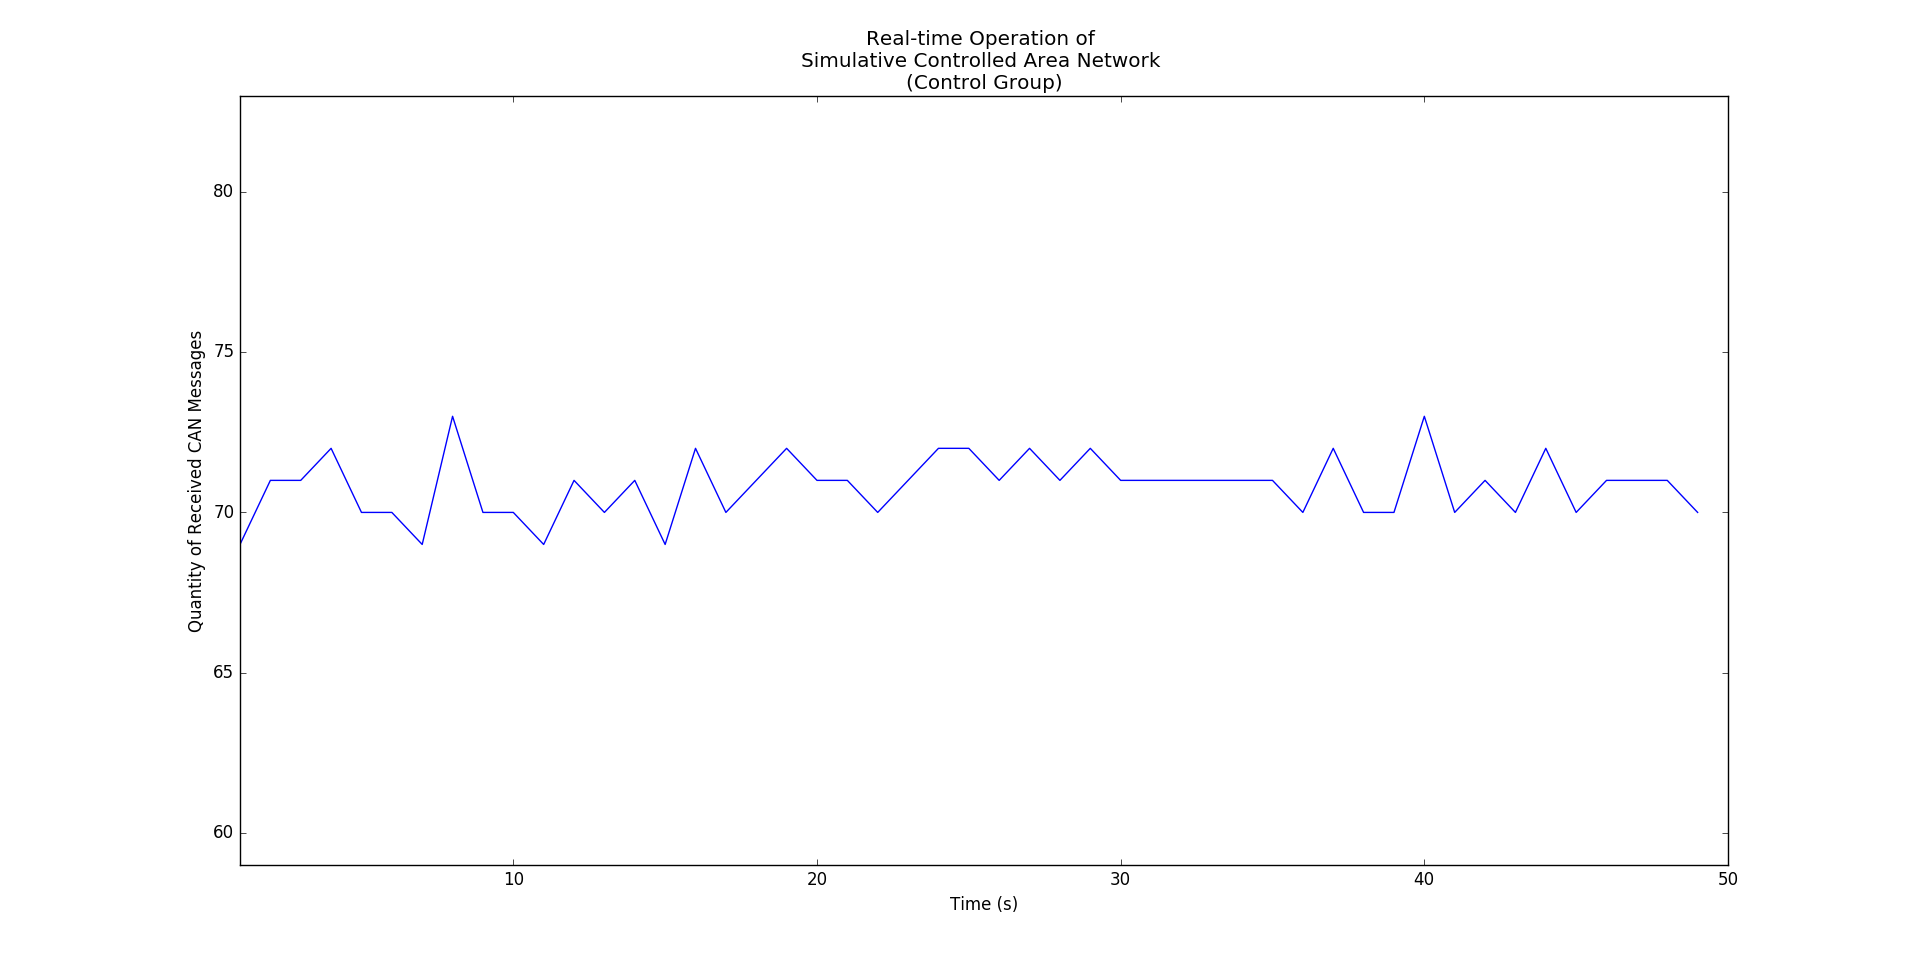 Real-time Operation of
Simulative Controlled Area Network
(Control Group)
Quantity of Received CAN Messages
80
75
70
65
60
10
20
30
40
50
Time (s)